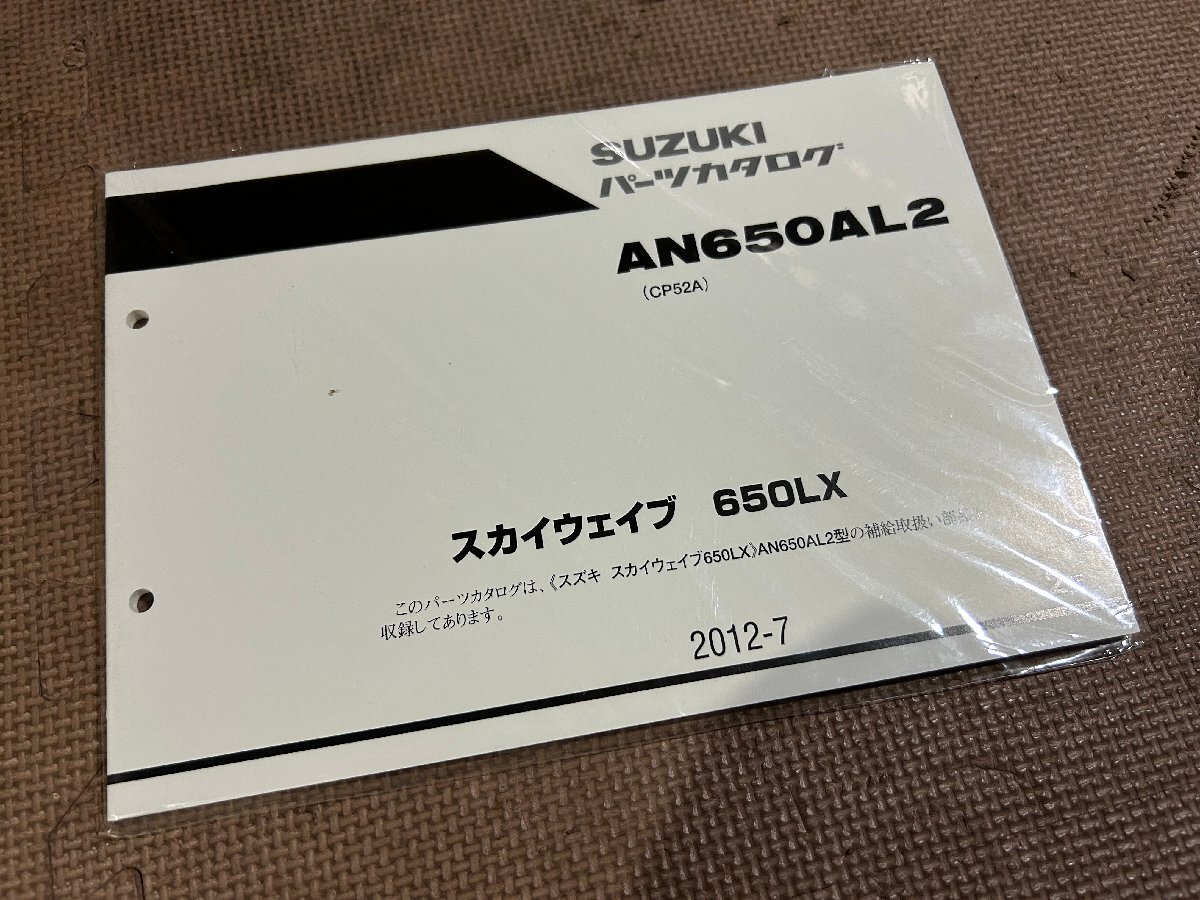 SUZUKI
パーツカタログ
AN650AL2
(CP52A)
スカイウェイブ 650LX
このパーツカタログは、《スズキ スカイウェイブ650LX》AN650AL2型の補給取扱い部品を
収録してあります。
2012-7